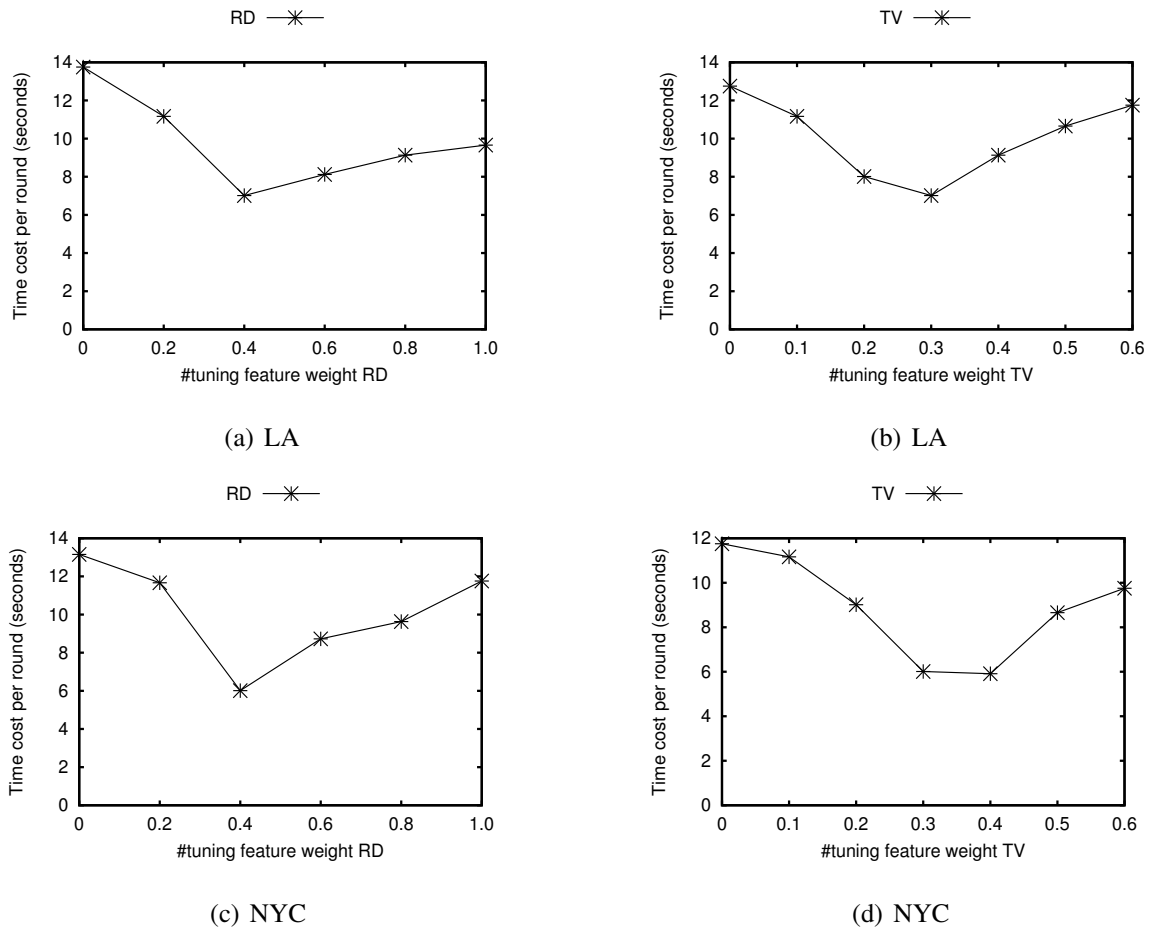 RD
Time cost per round (seconds)
14
12
10
8
6
4
2
0
0 0.2 0.4 0.6 0.8 1.0
#tuning feature weight RD
(a) LA
TV
Time cost per round (seconds)
14
12
10
8
6
4
2
0
0 0.1 0.2 0.3 0.4 0.5 0.6
#tuning feature weight TV
(b) LA
RD
Time cost per round (seconds)
14
12
10
8
6
4
2
0
0 0.2 0.4 0.6 0.8 1.0
#tuning feature weight RD
(c) NYC
TV
Time cost per round (seconds)
12
10
8
6
4
2
0
0 0.1 0.2 0.3 0.4 0.5 0.6
#tuning feature weight TV
(d) NYC